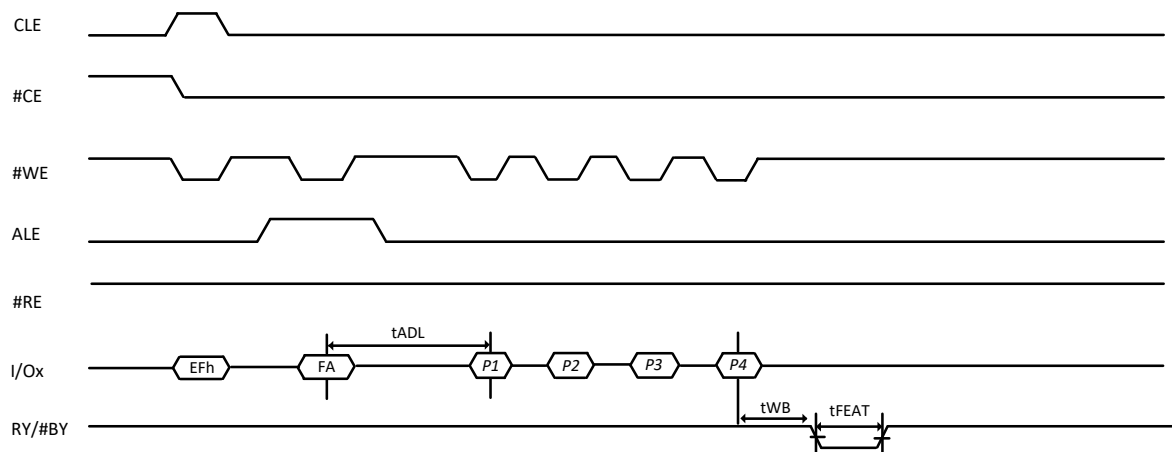 CLE
#CE
#WE
ALE
#RE
tADL
I/Ox EFh FA P1 P2 P3 P4
tWB tFEAT
RY/#BY